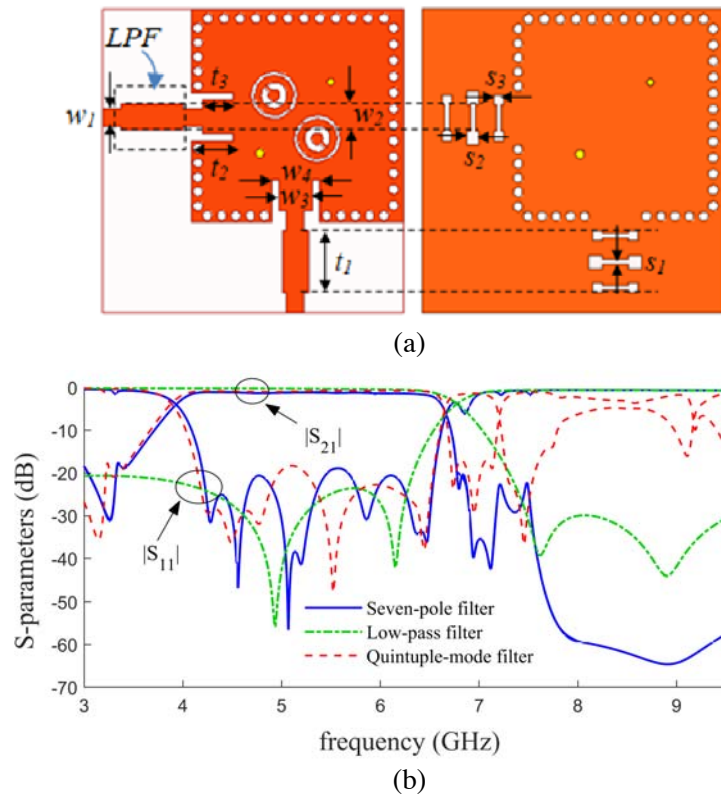 LPF
t3
w1
w2
t2
w4
w3
t1
s3
s2
s1
(a)
0
-10
-20
-30
-40
-50
-60
-70
S-parameters (dB)
|S21|
|S11|
Seven-pole filter
Low-pass filter
Quintuple-mode filter
3
4
5
6
7
8
9
frequency (GHz)
(b)